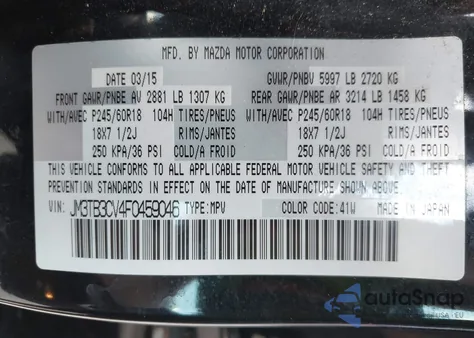 MFD. BY MAZDA MOTOR CORPORATION
DATE 03/15 GVWR/PNBV 5997 LB 2720 KG
FRONT GAWR/PNBE AV 2881 LB 1307 KG REAR GAWR/PNBE AR 3214 LB 1458 KG
WITH/AVEC P245/60R18 104H TIRES/PNEUS WITH/AVEC P245/60R18 104H TIRES/PNEUS
18X7 1/2J RIMS/JANTES 18X7 1/2J RIMS/JANTES
250 KPA/36 PSI COLD/A FROID 250 KPA/36 PSI COLD/A FROID
THIS VEHICLE CONFORMS TO ALL APPLICABLE FEDERAL MOTOR VEHICLE SAFETY AND THEFT
PREVENTION STANDARDS IN EFFECT ON THE DATE OF MANUFACTURE SHOWN ABOVE.
VIN: JM3TB3CV4F0459046 TYPE:MPV COLOR CODE:41W MADE IN JAPAN
autoSnap
USA · EU